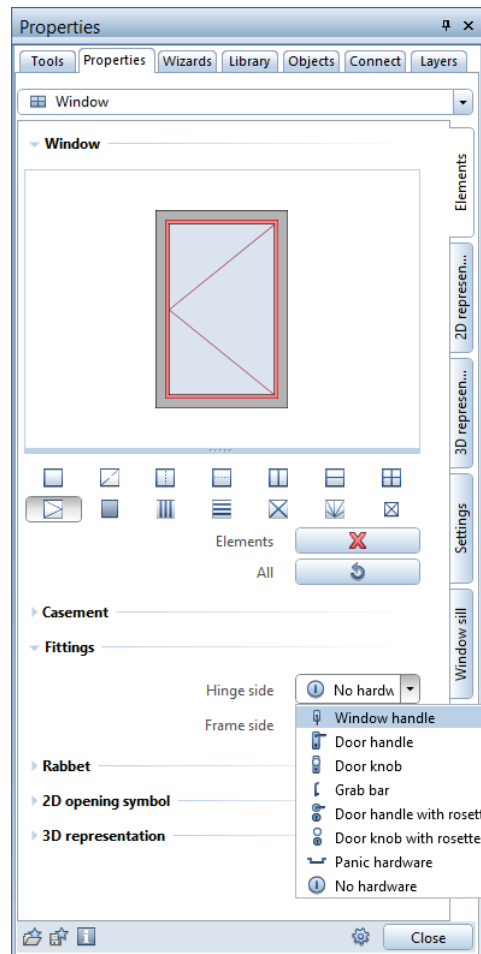 Properties
Tools Properties Wizards Library Objects Connect Layers
Window
Window
Elements
2D represen...
3D represen...
Settings
Window sill
Elements
All
Casement
Fittings
Hinge side No hardw
Frame side
Window handle
Door handle
Door knob
Grab bar
Door handle with rosett
Door knob with rosette
Panic hardware
No hardware
Rabbet
2D opening symbol
3D representation
Close